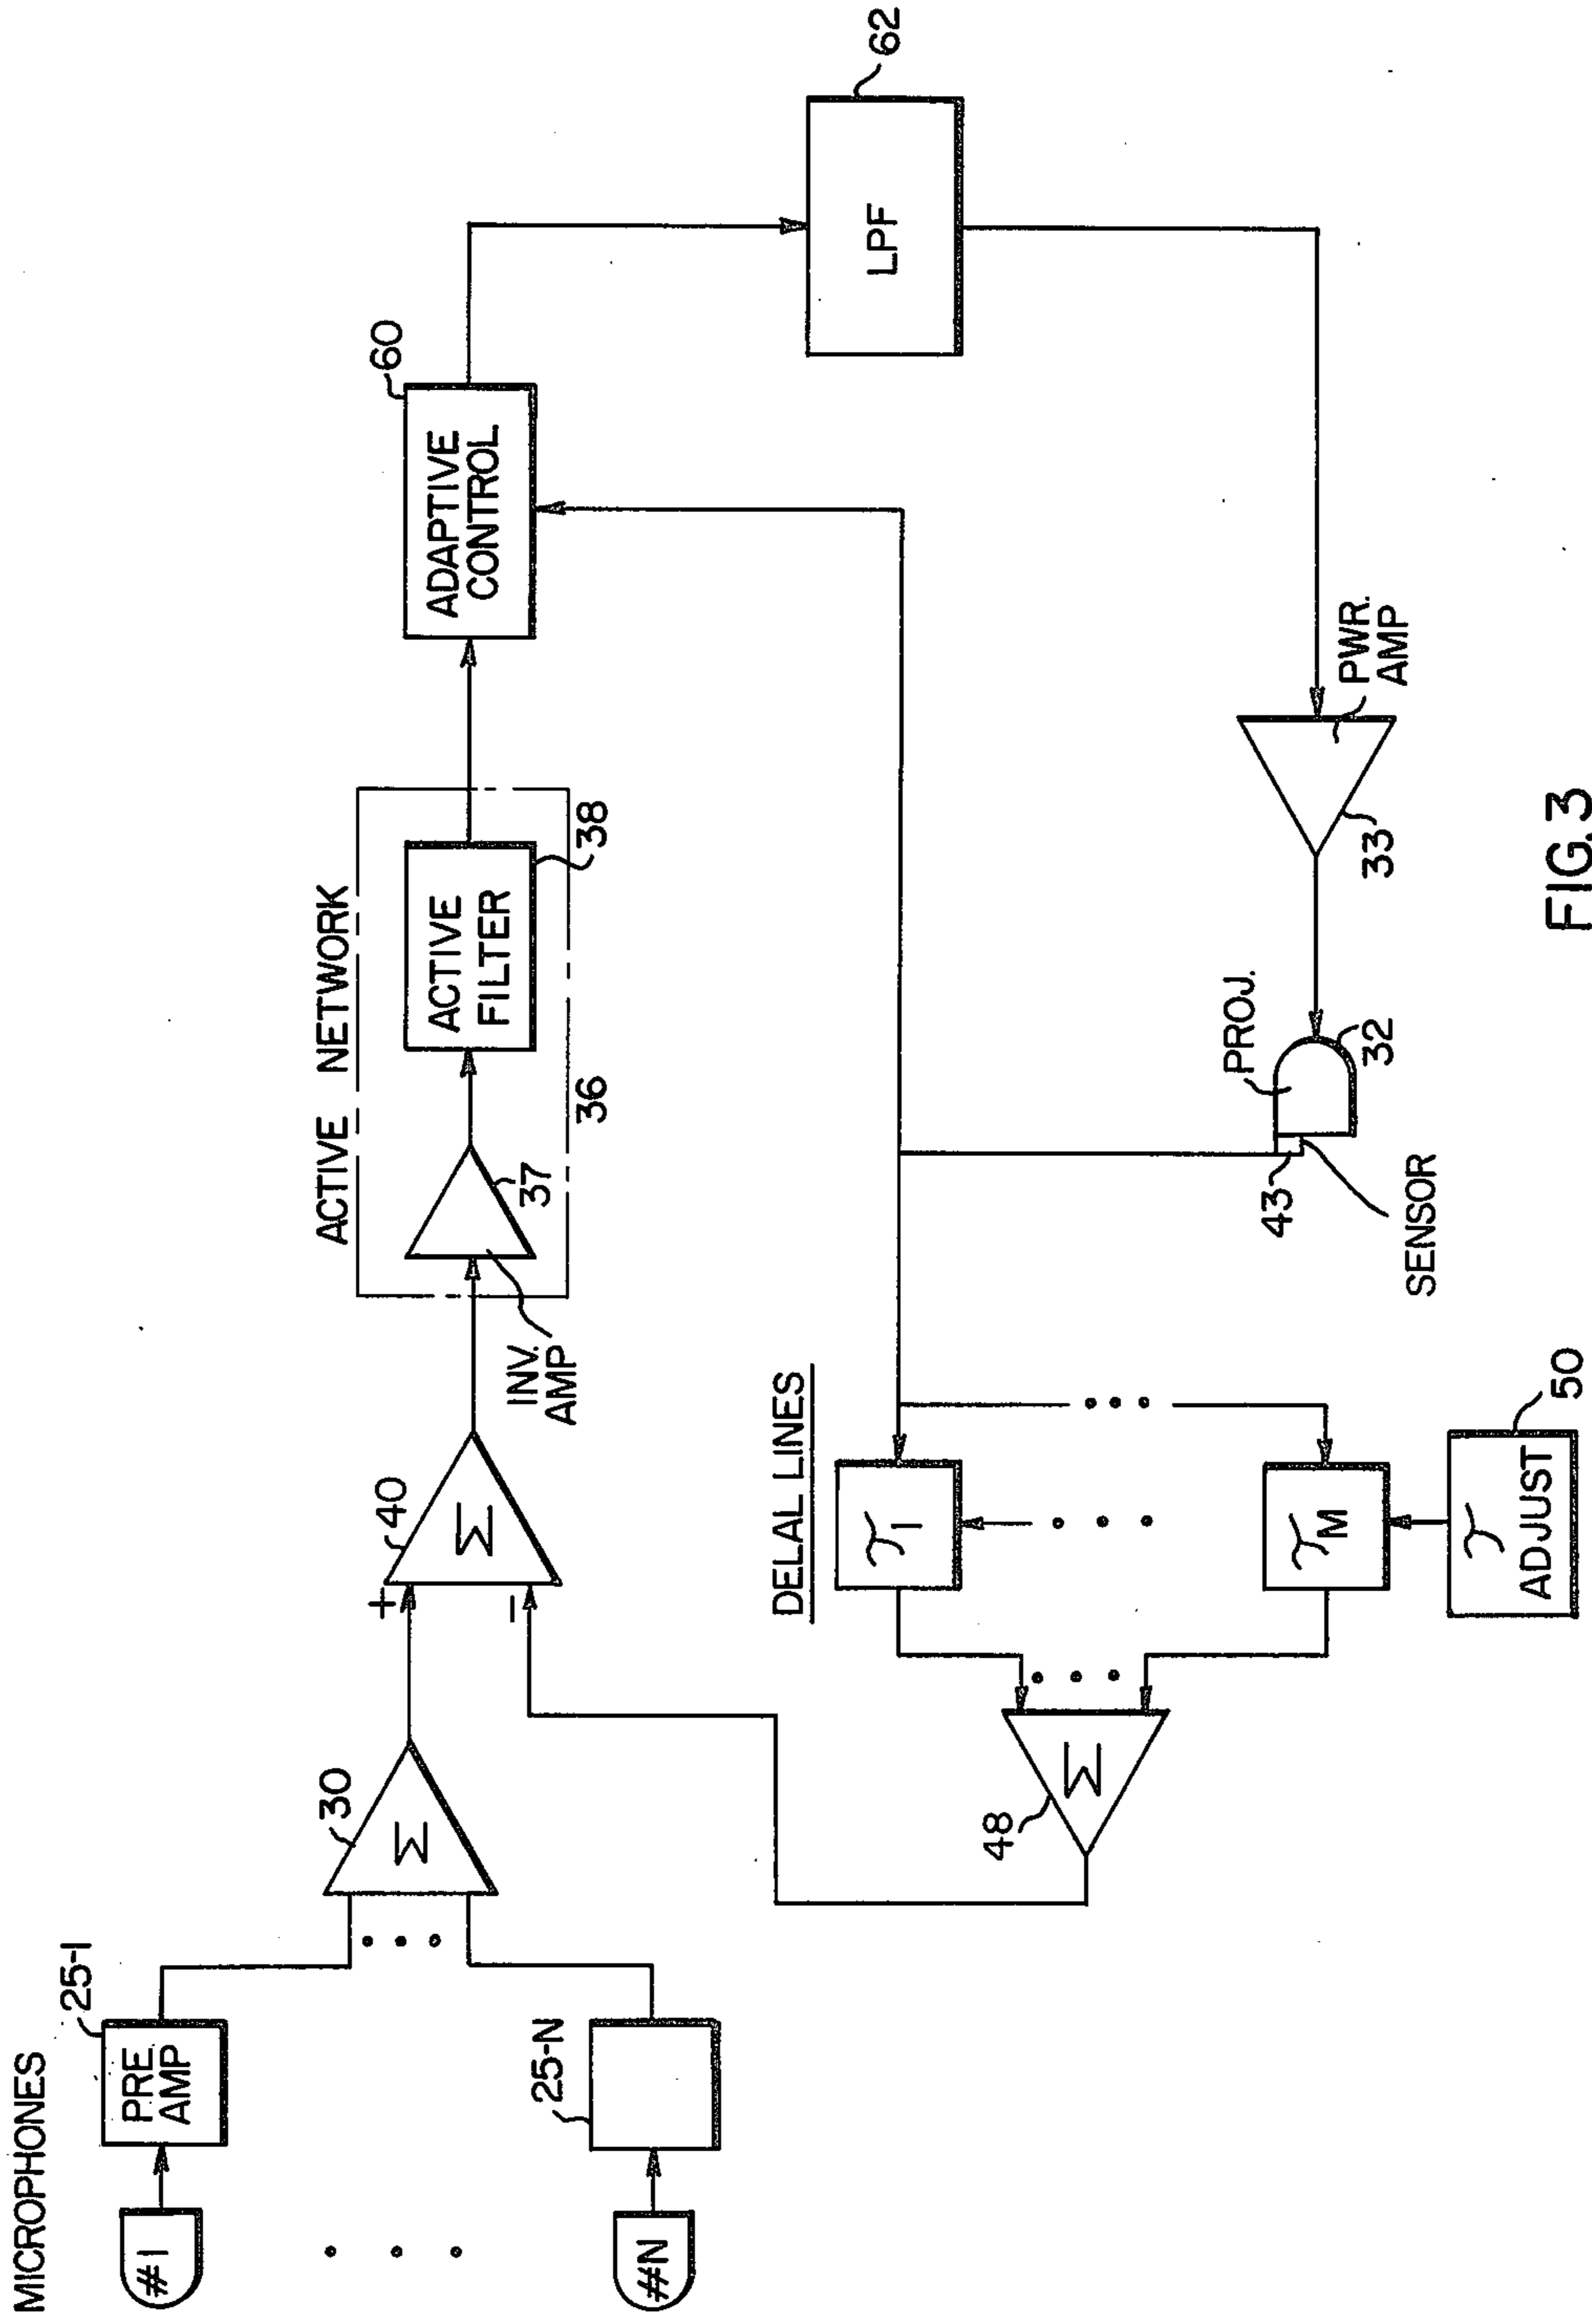 MICROPHONES
#1
PRE
AMP
25-1
#N
25-N
Σ
30
+
-
Σ
40
INV.
AMP
ACTIVE NETWORK
37
36
ACTIVE
FILTER
38
ADAPTIVE
CONTROL
60
LPF
62
PWR.
AMP
33
PROJ.
32
43
SENSOR
DELAL LINES
τ1
τM
τ
ADJUST
50
Σ
48
FIG. 3